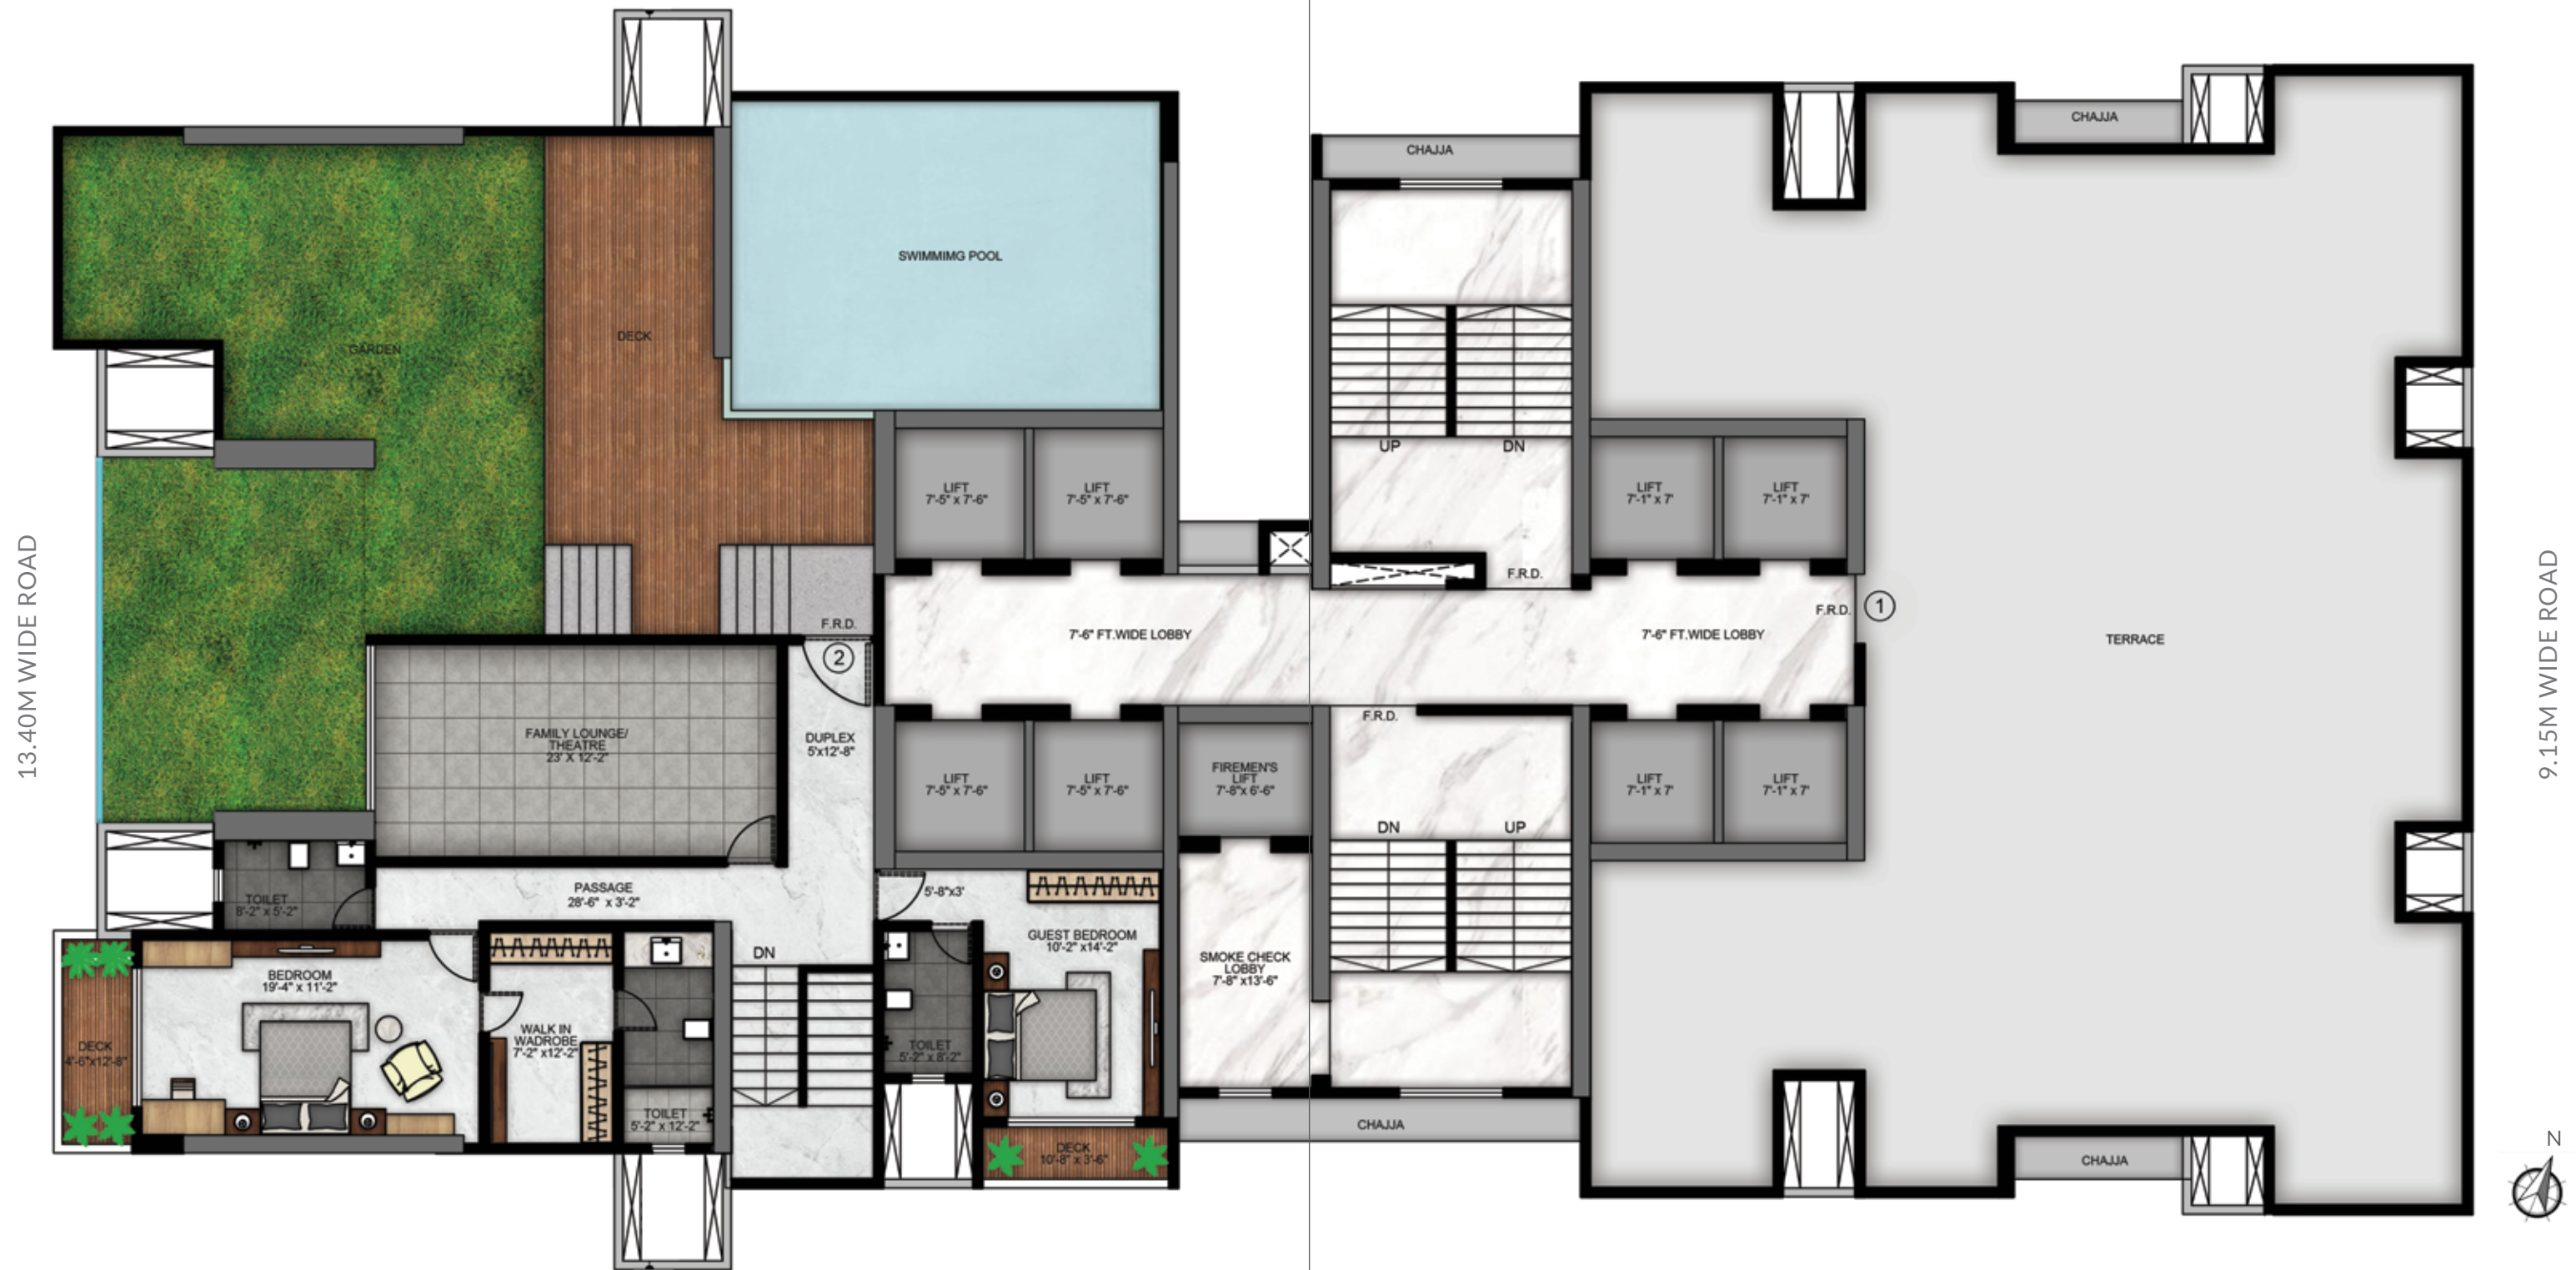 CHAJJA
CHAJJA
SWIMMIMG POOL
DECK
GARDEN
UP
DN
LIFT
7'-5" x 7'-6"
LIFT
7'-5" x 7'-6"
LIFT
7'-1" x 7'
LIFT
7'-1" x 7'
F.R.D.
F.R.D.
1
F.R.D.
2
7'-6" FT.WIDE LOBBY
7'-6" FT.WIDE LOBBY
TERRACE
13.40M WIDE ROAD
9.15M WIDE ROAD
F.R.D.
FAMILY LOUNGE/
THEATRE
23' X 12'-2"
DUPLEX
5'x12'-8"
LIFT
7'-5" x 7'-6"
LIFT
7'-5" x 7'-6"
FIREMEN'S
LIFT
7'-8"x 6'-6"
LIFT
7'-1" x 7'
LIFT
7'-1" x 7'
DN
UP
PASSAGE
28'-6" x 3'-2"
TOILET
8'-2" x 5'-2"
5'-8"x3'
GUEST BEDROOM
10'-2" x14'-2"
DN
BEDROOM
19'-4" x 11'-2"
SMOKE CHECK
LOBBY
7'-8" x13'-6"
WALK IN
WADROBE
7'-2" x12'-2"
DECK
4'-6"x12'-8"
TOILET
5'-2" x 8'-2"
TOILET
5'-2" x 12'-2"
CHAJJA
DECK
10'-8" x 3'-6"
CHAJJA
N